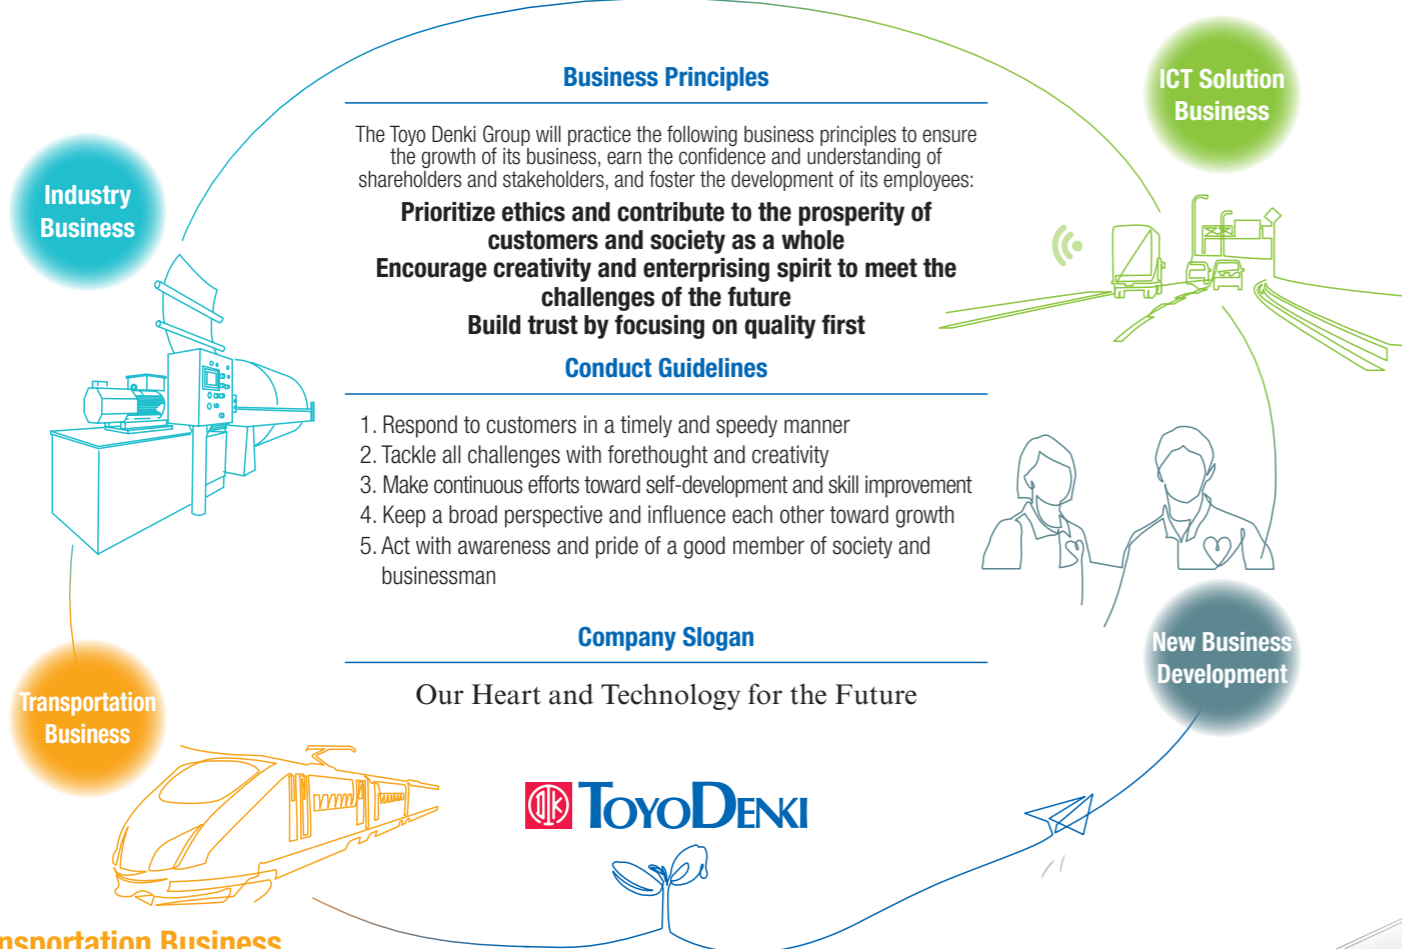 Business Principles
The Toyo Denki Group will practice the following business principles to ensure
the growth of its business, earn the confidence and understanding of
shareholders and stakeholders, and foster the development of its employees:
Prioritize ethics and contribute to the prosperity of
customers and society as a whole
Encourage creativity and enterprising spirit to meet the
challenges of the future
Build trust by focusing on quality first
Conduct Guidelines
1. Respond to customers in a timely and speedy manner
2. Tackle all challenges with forethought and creativity
3. Make continuous efforts toward self-development and skill improvement
4. Keep a broad perspective and influence each other toward growth
5. Act with awareness and pride of a good member of society and
businessman
Company Slogan
Our Heart and Technology for the Future
TOYO DENKI
ICT Solution
Business
Industry
Business
New Business
Development
Transportation
Business
nsportation Business